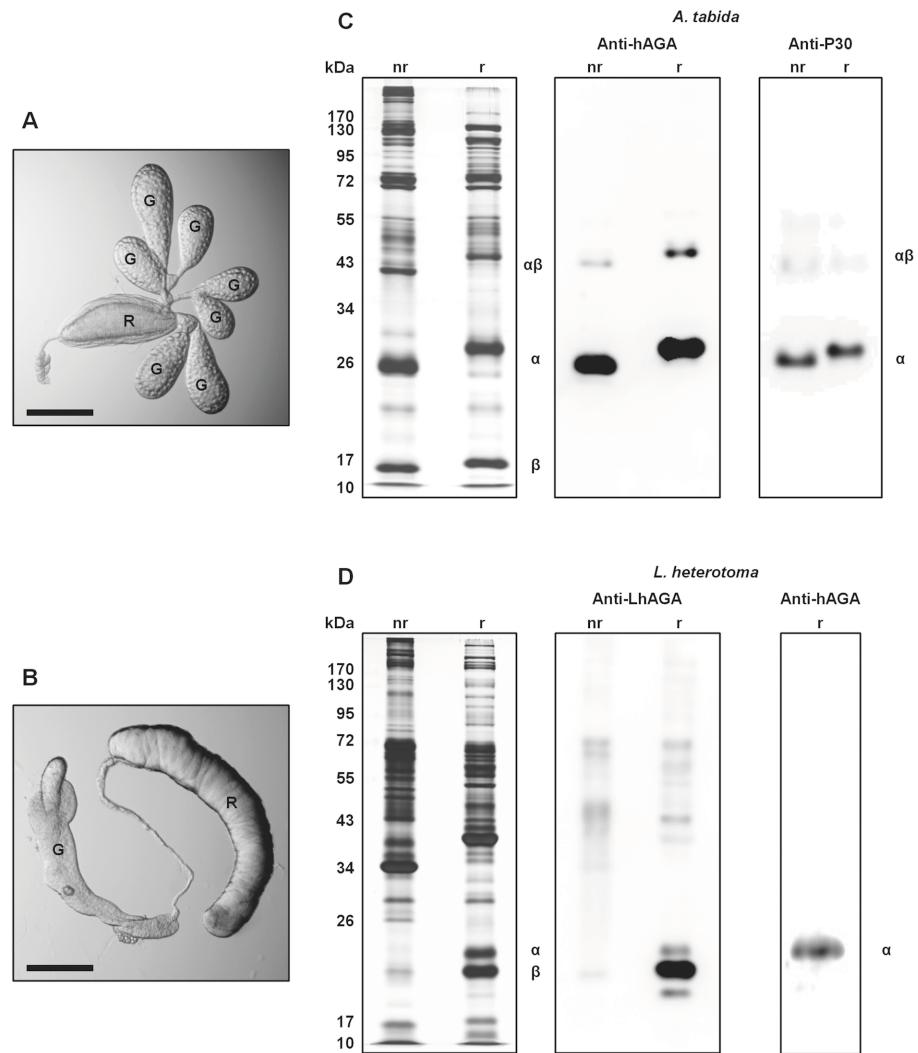 A
G
G
G
G
G
R
G
G
C
A. tabida
Anti-hAGA
Anti-P30
kDa
nr
r
nr
r
nr
r
170
130
95
72
55
43
34
26
17
10
αβ
α
β
αβ
α
B
R
G
D
L. heterotoma
Anti-LhAGA
Anti-hAGA
kDa
nr
r
nr
r
r
170
130
95
72
55
43
34
26
17
10
α
β
α